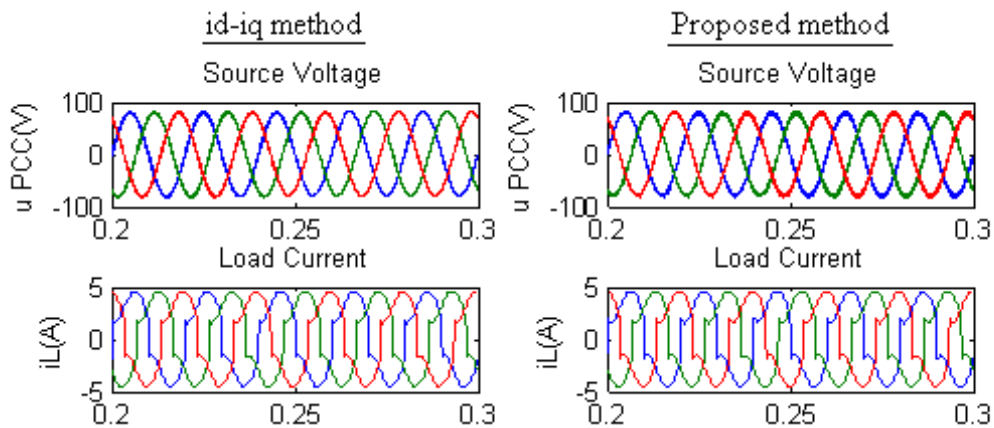 id-iq method
Source Voltage
u PCC(V)
100
0
-100
0.2
0.25
0.3
Load Current
iL(A)
5
0
-5
0.2
0.25
0.3
Proposed method
Source Voltage
u PCC(V)
100
0
-100
0.2
0.25
0.3
Load Current
iL(A)
5
0
-5
0.2
0.25
0.3